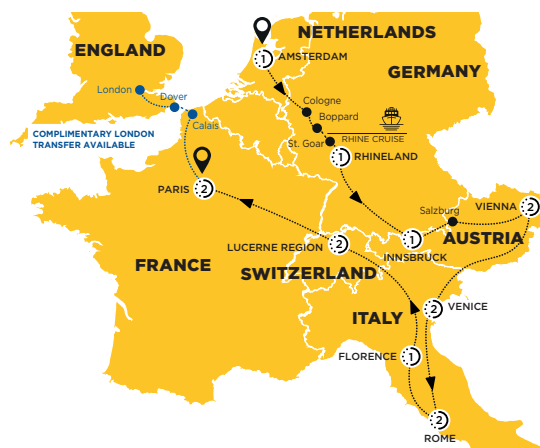 NETHERLANDS
ENGLAND
1
AMSTERDAM
GERMANY
London
Dover
Calais
Cologne
Boppard
St. Goar
RHINE CRUISE
COMPLIMENTARY LONDON
TRANSFER AVAILABLE
1
RHINELAND
PARIS
2
Salzburg
VIENNA
2
LUCERNE REGION
2
1
INNSBRUCK
AUSTRIA
FRANCE
SWITZERLAND
2
VENICE
ITALY
FLORENCE
1
2
ROME